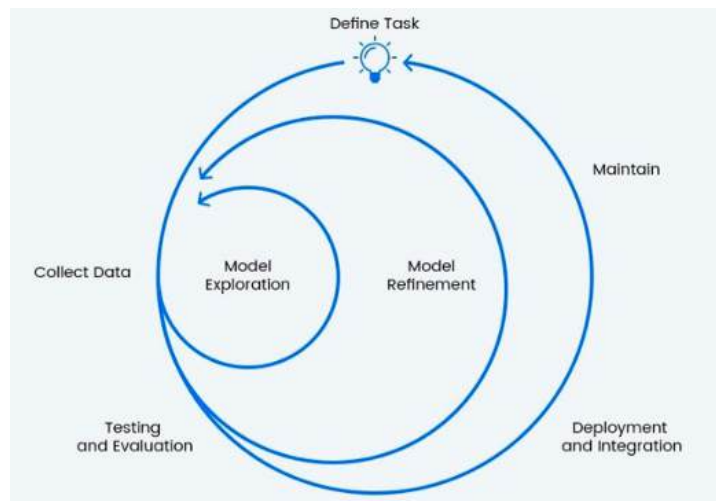 Define Task
Maintain
Collect Data
Model
Exploration
Model
Refinement
Testing
and Evaluation
Deployment
and Integration